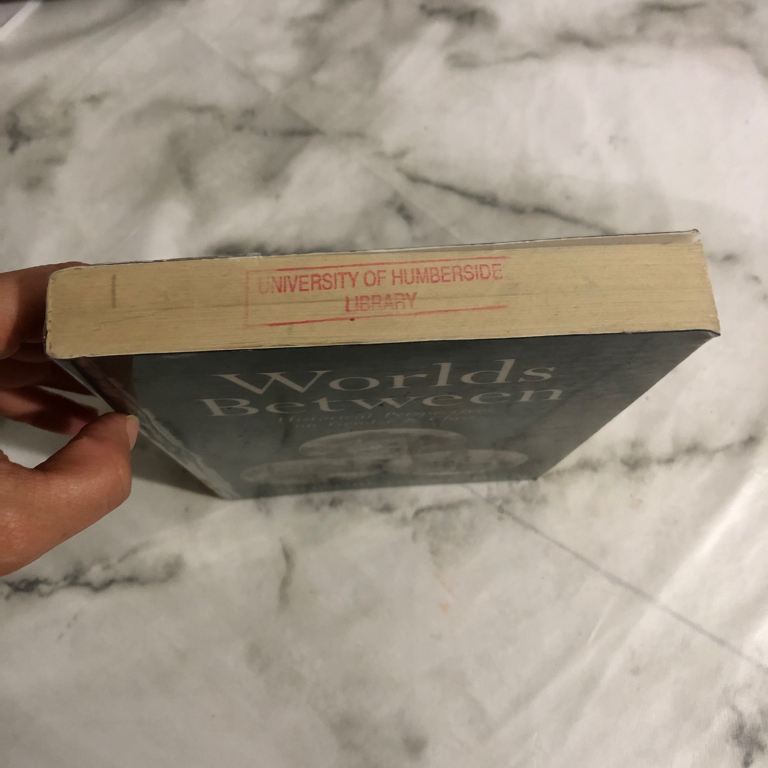 UNIVERSITY OF HUMBERSIDE
LIBRARY
Worlds
Between